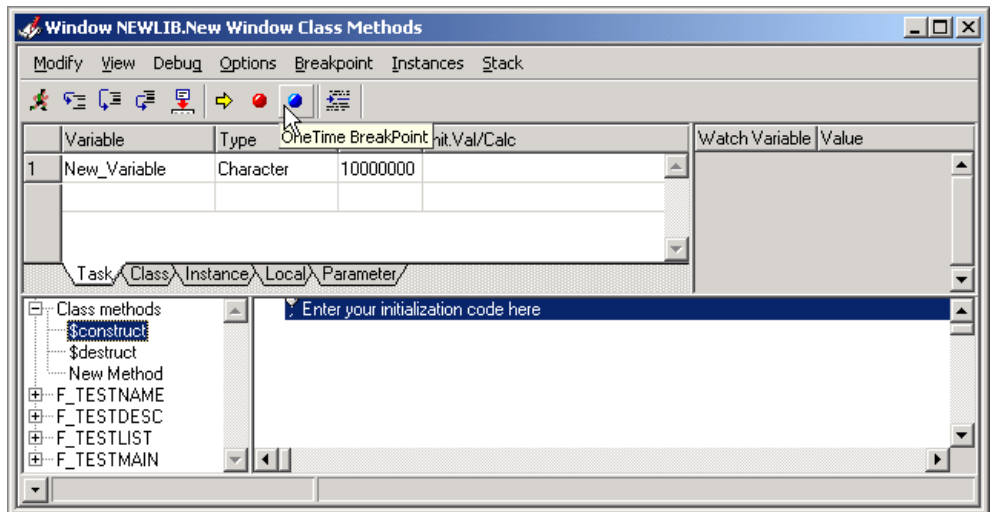 Window NEWLIB.New Window Class Methods
Modify View Debug Options Breakpoint Instances Stack
OneTime BreakPoint
Variable Type nit.Val/Calc Watch Variable Value
1 New_Variable Character 10000000
Task Class Instance Local Parameter
Class methods
$construct
$destruct
New Method
F_TESTNAME
F_TESTDESC
F_TESTLIST
F_TESTMAIN
; Enter your initialization code here